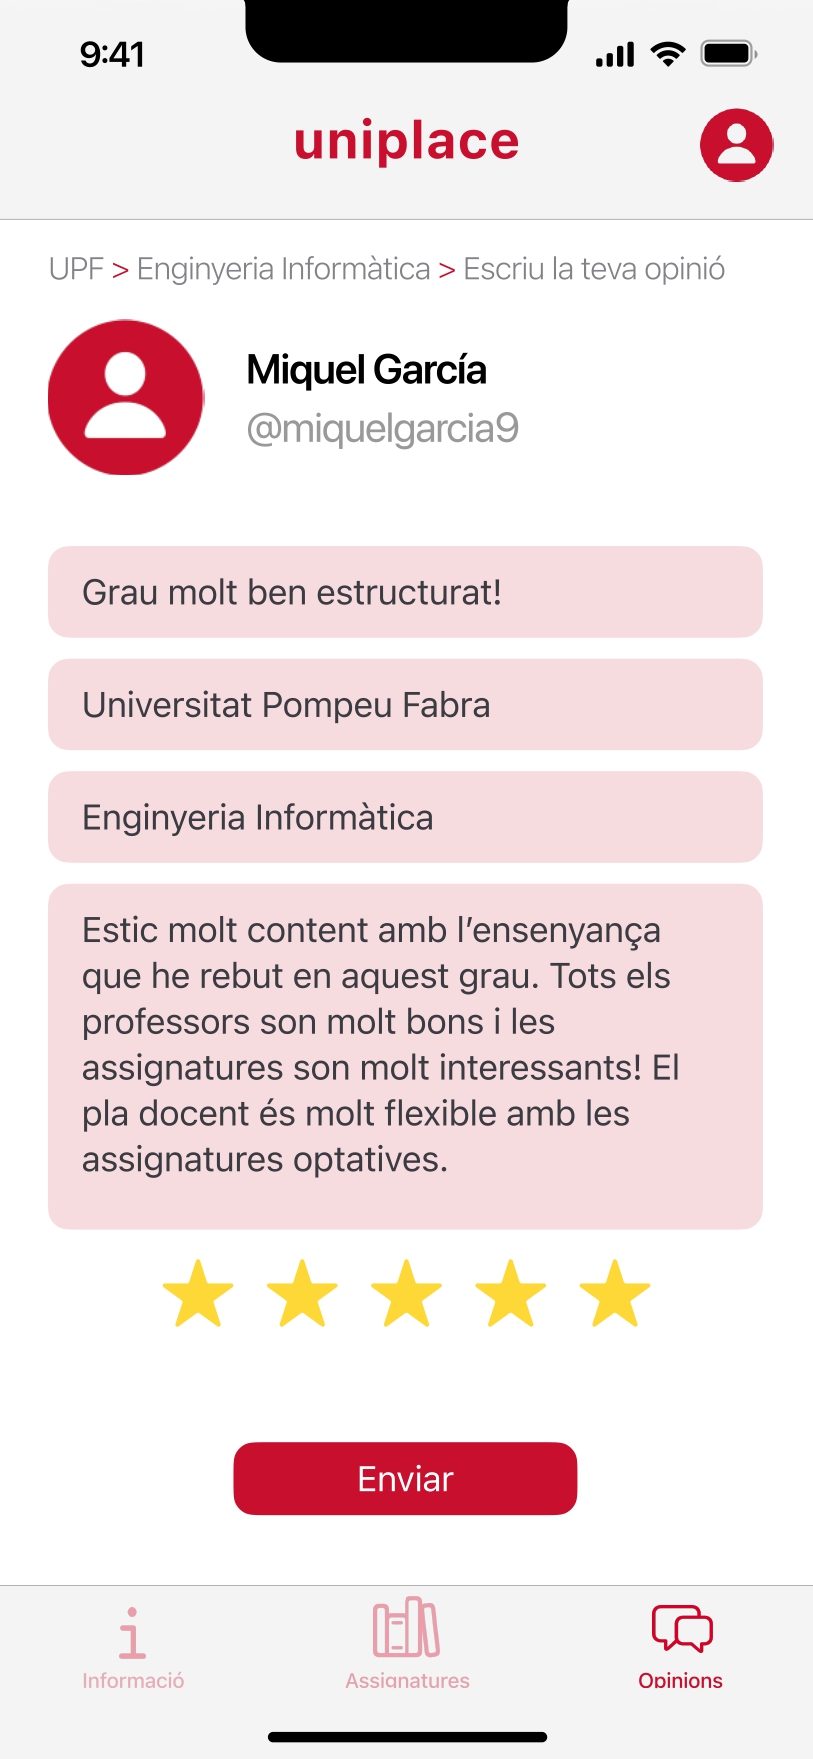 9:41
uniplace
UPF > Enginyeria Informàtica > Escriu la teva opinió
Miquel García
@miquelgarcia9
Grau molt ben estructurat!
Universitat Pompeu Fabra
Enginyeria Informàtica
Estic molt content amb l’ensenyança
que he rebut en aquest grau. Tots els
professors son molt bons i les
assignatures son molt interessants! El
pla docent és molt flexible amb les
assignatures optatives.
Enviar
Informació
Assignatures
Opinions